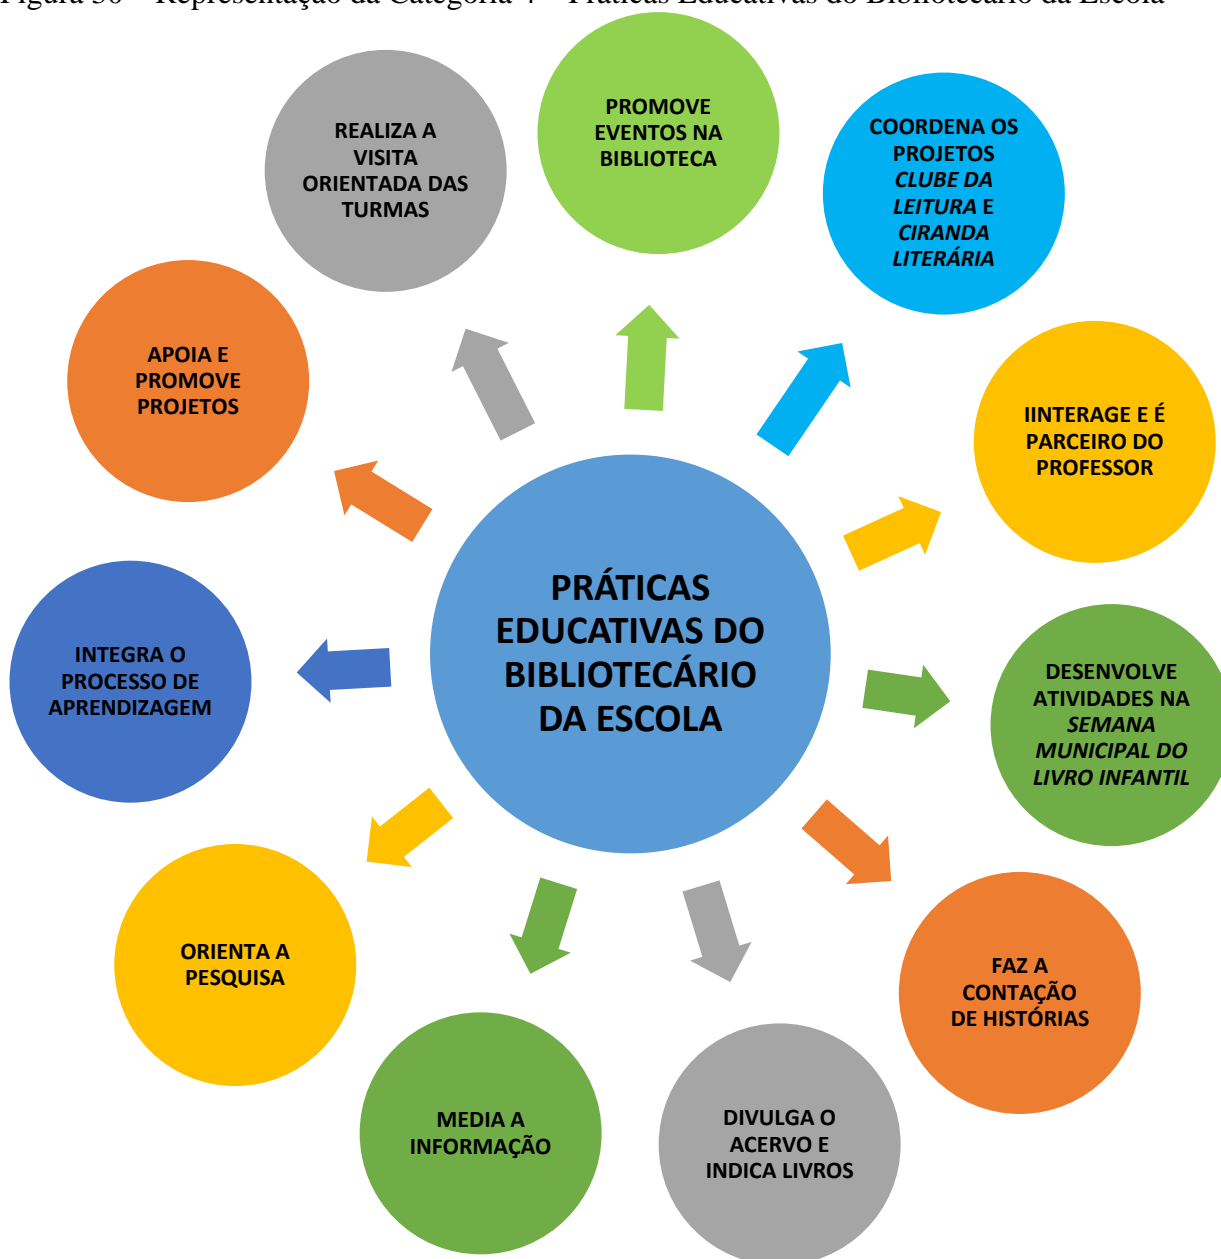 Figura 30 – Representação da Categoria 4 – Práticas Educativas do Bibliotecário da Escola
PROMOVE
EVENTOS NA
BIBLIOTECA
COORDENA OS
PROJETOS
CLUBE DA
LEITURA E
CIRANDA
LITERÁRIA
IINTERAGE E É
PARCEIRO DO
PROFESSOR
DESENVOLVE
ATIVIDADES NA
SEMANA
MUNICIPAL DO
LIVRO INFANTIL
FAZ A
CONTAÇÃO
DE HISTÓRIAS
DIVULGA O
ACERVO E
INDICA LIVROS
MEDIA A
INFORMAÇÃO
ORIENTA A
PESQUISA
INTEGRA O
PROCESSO DE
APRENDIZAGEM
APOIA E
PROMOVE
PROJETOS
REALIZA A
VISITA
ORIENTADA DAS
TURMAS
PRÁTICAS
EDUCATIVAS DO
BIBLIOTECÁRIO
DA ESCOLA